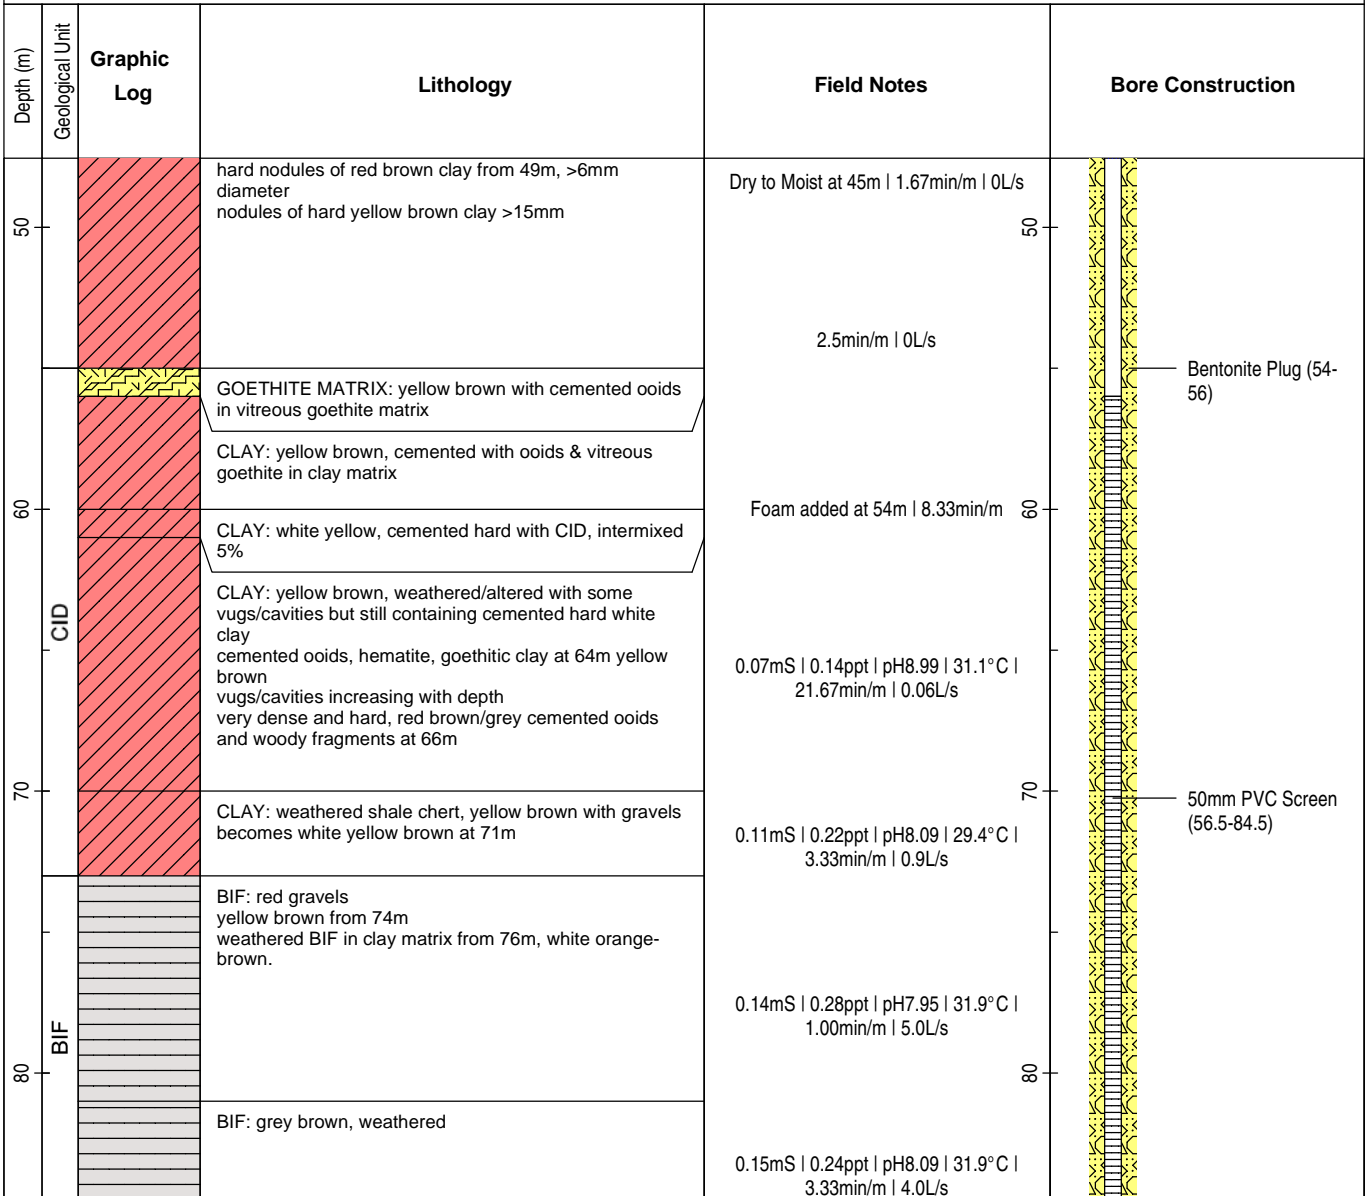 Depth (m)
Geological Unit
Graphic
Log
Lithology
Field Notes
Bore Construction
hard nodules of red brown clay from 49m, >6mm
diameter
nodules of hard yellow brown clay >15mm
Dry to Moist at 45m | 1.67min/m | 0L/s
50
50
2.5min/m | 0L/s
Bentonite Plug (54-
56)
GOETHITE MATRIX: yellow brown with cemented ooids
in vitreous goethite matrix
CLAY: yellow brown, cemented with ooids & vitreous
goethite in clay matrix
60
Foam added at 54m | 8.33min/m
60
CLAY: white yellow, cemented hard with CID, intermixed
5%
CID
CLAY: yellow brown, weathered/altered with some
vugs/cavities but still containing cemented hard white
clay
cemented ooids, hematite, goethitic clay at 64m yellow
brown
vugs/cavities increasing with depth
very dense and hard, red brown/grey cemented ooids
and woody fragments at 66m
0.07mS | 0.14ppt | pH8.99 | 31.1°C |
21.67min/m | 0.06L/s
70
70
50mm PVC Screen
(56.5-84.5)
CLAY: weathered shale chert, yellow brown with gravels
becomes white yellow brown at 71m
0.11mS | 0.22ppt | pH8.09 | 29.4°C |
3.33min/m | 0.9L/s
BIF: red gravels
yellow brown from 74m
weathered BIF in clay matrix from 76m, white orange-
brown.
0.14mS | 0.28ppt | pH7.95 | 31.9°C |
1.00min/m | 5.0L/s
BIF
80
80
BIF: grey brown, weathered
0.15mS | 0.24ppt | pH8.09 | 31.9°C |
3.33min/m | 4.0L/s